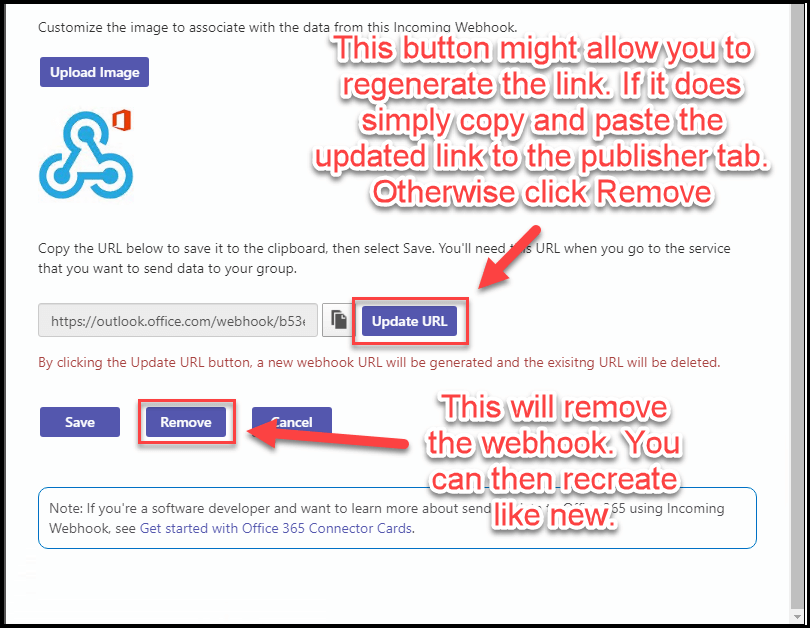 Customize the image to associate with the data from this Incoming Webhook.
Upload Image
This button might allow you to
regenerate the link. If it does
simply copy and paste the
updated link to the publisher tab.
Otherwise click Remove
Copy the URL below to save it to the clipboard, then select Save. You'll need this URL when you go to the service
that you want to send data to your group.
https://outlook.office.com/webhook/b53e
Update URL
By clicking the Update URL button, a new webhook URL will be generated and the exisitng URL will be deleted.
Save
Remove
Cancel
This will remove
the webhook. You
can then recreate
like new.
Note: If you're a software developer and want to learn more about 365 using Incoming
Webhook, see Get started with Office 365 Connector Cards.